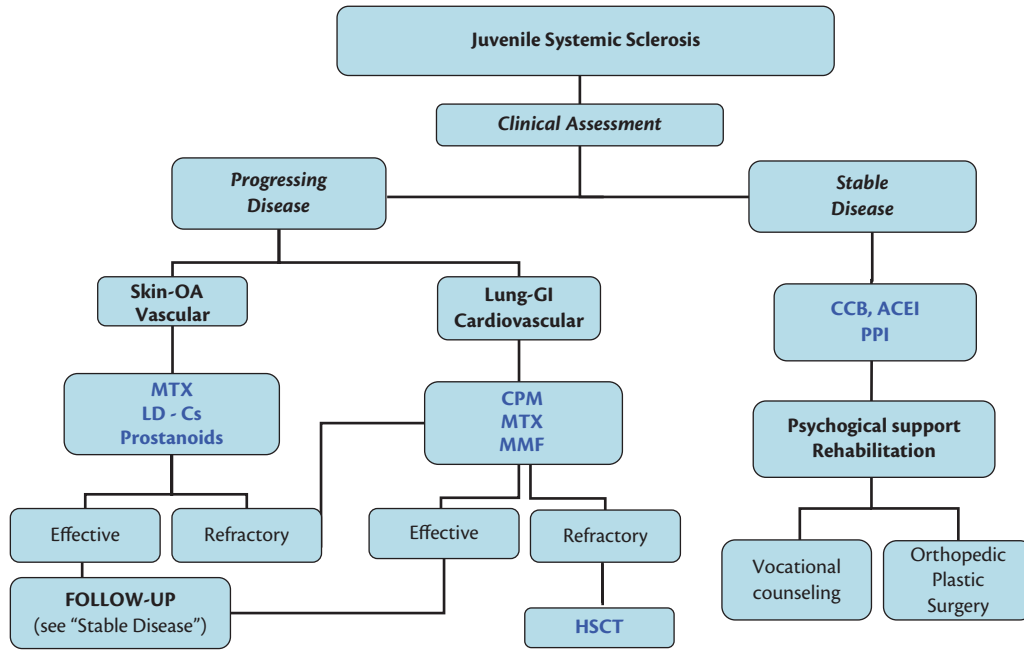 Juvenile Systemic Sclerosis
Clinical Assessment
Progressing
Disease
Stable
Disease
Skin-OA
Vascular
Lung-GI
Cardiovascular
CCB, ACEI
PPI
MTX
LD - Cs
Prostanoids
CPM
MTX
MMF
Psychogical support
Rehabilitation
Effective
Refractory
Effective
Refractory
Vocational
counseling
Orthopedic
Plastic
Surgery
FOLLOW-UP
(see “Stable Disease”)
HSCT